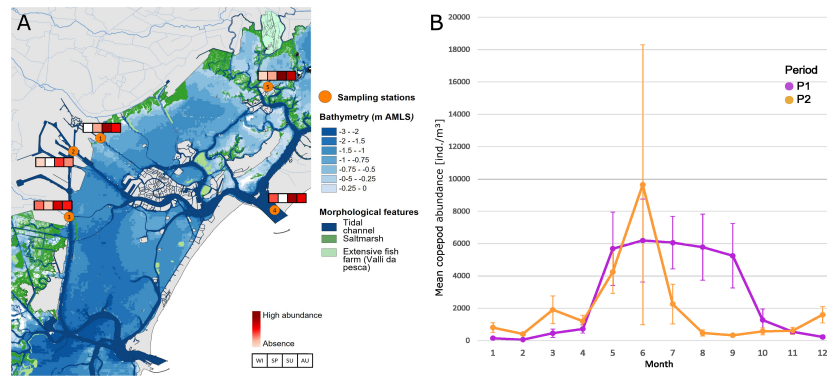 A
5
1
2
3
4
Sampling stations
Bathymetry (m AMLS)
-3 - -2
-2 - -1.5
-1.5 - -1
-1 - -0.75
-0.75 - -0.5
-0.5 - -0.25
-0.25 - 0
Morphological features
Tidal
channel
Saltmarsh
Extensive fish
farm (Valli da
pesca)
High abundance
Absence
WI SP SU AU
B
Mean copepod abundance [ind./m³]
20000
18000
16000
14000
12000
10000
8000
6000
4000
2000
0
1 2 3 4 5 6 7 8 9 10 11 12
Month
Period
P1
P2